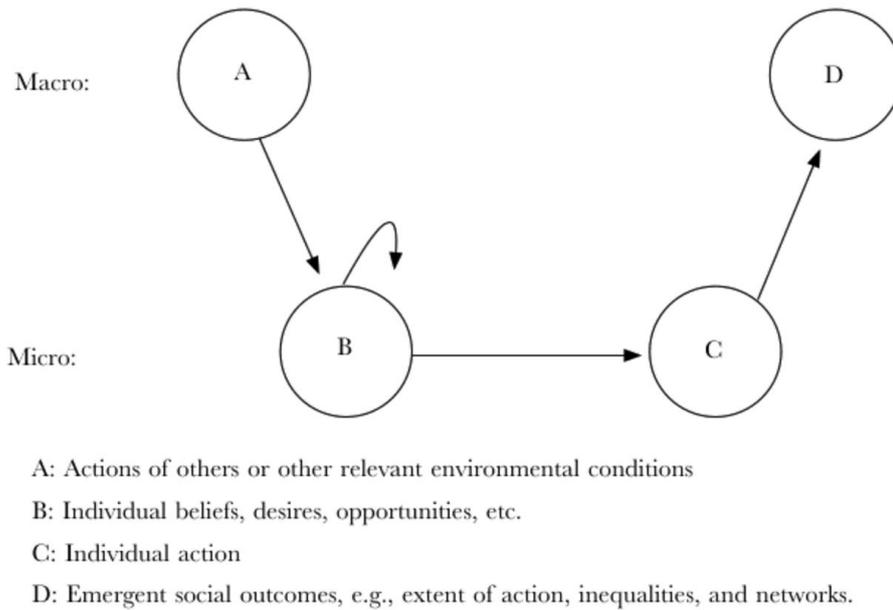 Macro:
A
D
Micro:
B
C
A: Actions of others or other relevant environmental conditions
B: Individual beliefs, desires, opportunities, etc.
C: Individual action
D: Emergent social outcomes, e.g., extent of action, inequalities, and networks.